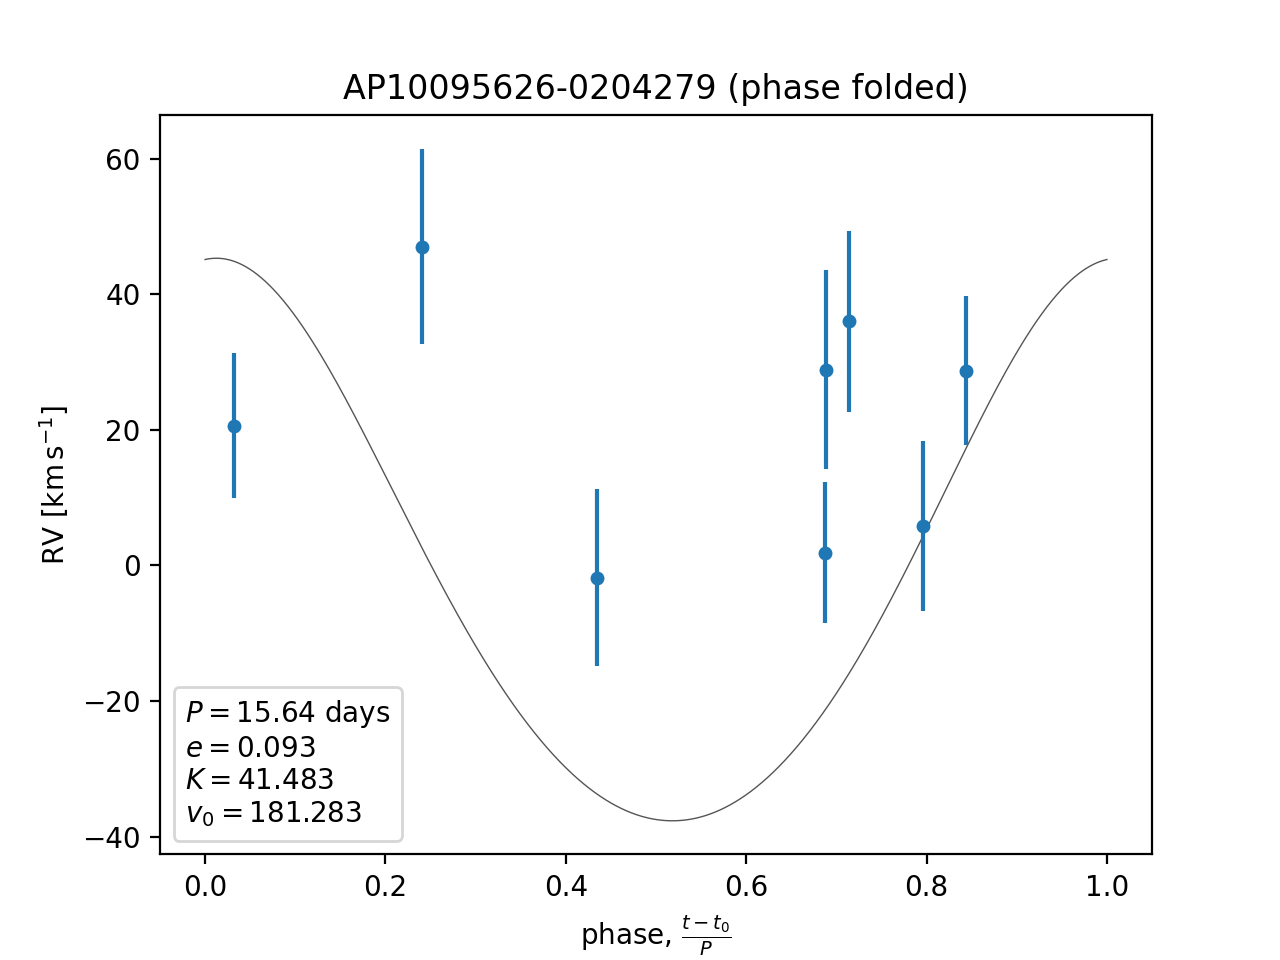 AP10095626-0204279 (phase folded)
RV [km s⁻¹]
60
40
20
0
−20
−40
P = 15.64 days
e = 0.093
K = 41.483
v₀ = 181.283
0.0 0.2 0.4 0.6 0.8 1.0
phase, (t − t₀)/P